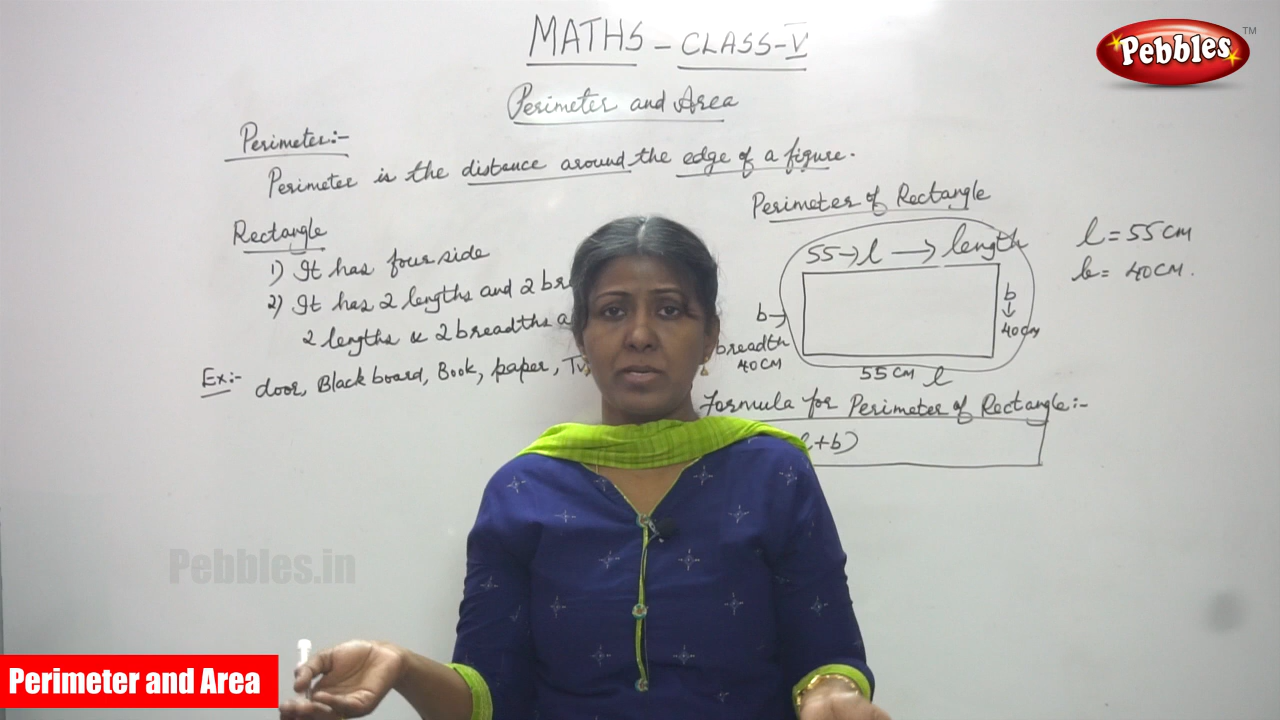 MATHS - CLASS-V
Pebbles TM
Perimeter and Area
Perimeter:-
Perimeter is the distance around the edge of a figure.
Rectangle
1) It has four side
2) It has 2 lengths and 2
2 lengths & 2 breadths
Ex:- door, Black board, Book, paper, Tv,
Perimeter of Rectangle
55→l → length
l = 55 cm
b = 40 cm.
b→
breadth
40cm
b
↓
40cm
55 cm l
Formula for Perimeter of Rectangle:-
+b)
Pebbles.in
Perimeter and Area